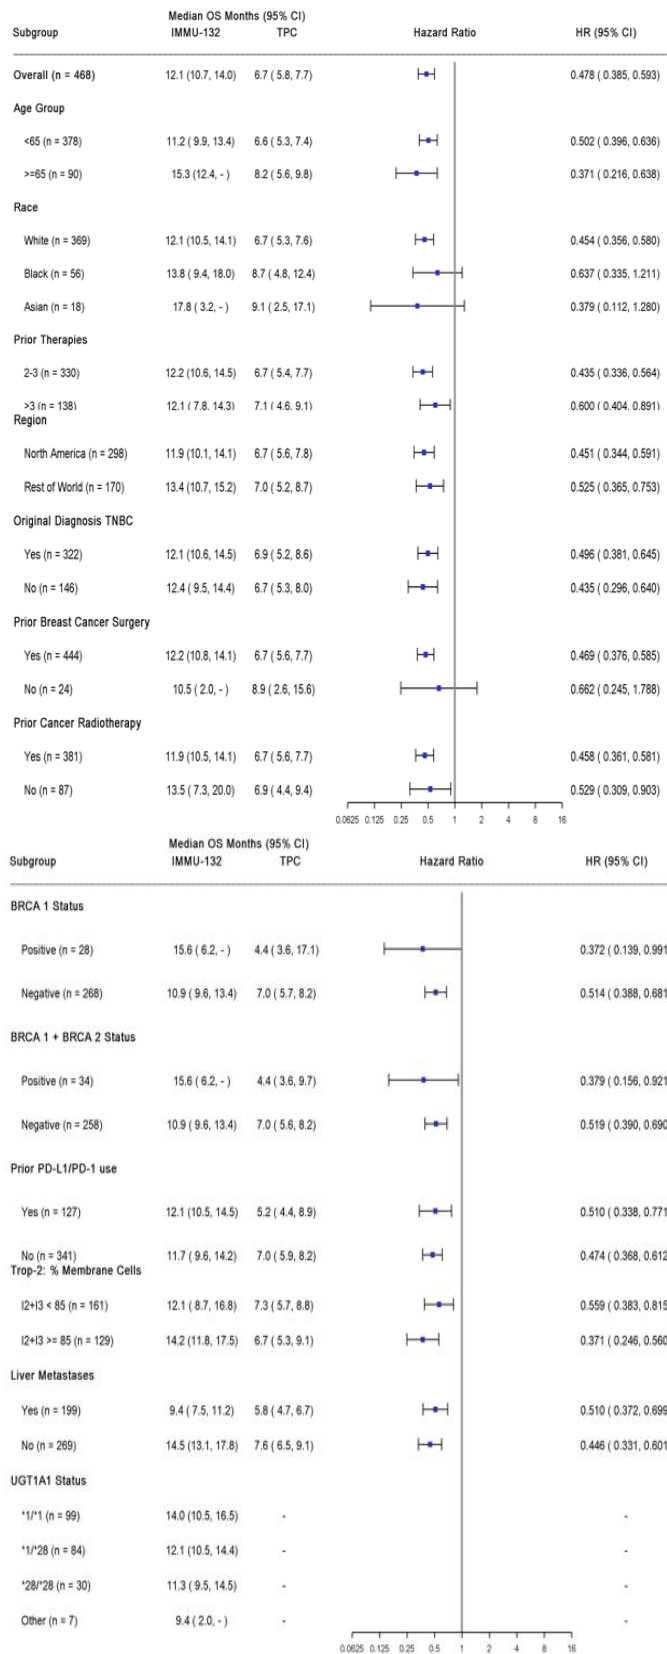 Median OS Months (95% CI)
Subgroup IMMU-132 TPC Hazard Ratio HR (95% CI)
Overall (n = 468) 12.1 (10.7, 14.0) 6.7 ( 5.8, 7.7) 0.478 ( 0.385, 0.593)
Age Group
<65 (n = 378) 11.2 ( 9.9, 13.4) 6.6 ( 5.3, 7.4) 0.502 ( 0.396, 0.636)
>=65 (n = 90) 15.3 (12.4, - ) 8.2 ( 5.6, 9.8) 0.371 ( 0.216, 0.638)
Race
White (n = 369) 12.1 (10.5, 14.1) 6.7 ( 5.3, 7.6) 0.454 ( 0.356, 0.580)
Black (n = 56) 13.8 ( 9.4, 18.0) 8.7 ( 4.8, 12.4) 0.637 ( 0.335, 1.211)
Asian (n = 18) 17.8 ( 3.2, - ) 9.1 ( 2.5, 17.1) 0.379 ( 0.112, 1.280)
Prior Therapies
2-3 (n = 330) 12.2 (10.6, 14.5) 6.7 ( 5.4, 7.7) 0.435 ( 0.336, 0.564)
>3 (n = 138) 12.1 ( 7.8, 14.3) 7.1 ( 4.6, 9.1) 0.600 ( 0.404, 0.891)
Region
North America (n = 298) 11.9 (10.1, 14.1) 6.7 ( 5.6, 7.8) 0.451 ( 0.344, 0.591)
Rest of World (n = 170) 13.4 (10.7, 15.2) 7.0 ( 5.2, 8.7) 0.525 ( 0.365, 0.753)
Original Diagnosis TNBC
Yes (n = 322) 12.1 (10.6, 14.5) 6.9 ( 5.2, 8.6) 0.496 ( 0.381, 0.645)
No (n = 146) 12.4 ( 9.5, 14.4) 6.7 ( 5.3, 8.0) 0.435 ( 0.296, 0.640)
Prior Breast Cancer Surgery
Yes (n = 444) 12.2 (10.8, 14.1) 6.7 ( 5.6, 7.7) 0.469 ( 0.376, 0.585)
No (n = 24) 10.5 ( 2.0, - ) 8.9 ( 2.6, 15.6) 0.662 ( 0.245, 1.788)
Prior Cancer Radiotherapy
Yes (n = 381) 11.9 (10.5, 14.1) 6.7 ( 5.6, 7.7) 0.458 ( 0.361, 0.581)
No (n = 87) 13.5 ( 7.3, 20.0) 6.9 ( 4.4, 9.4) 0.529 ( 0.309, 0.903)
0.0625 0.125 0.25 0.5 1 2 4 8 16
Median OS Months (95% CI)
Subgroup IMMU-132 TPC Hazard Ratio HR (95% CI)
BRCA 1 Status
Positive (n = 28) 15.6 ( 6.2, - ) 4.4 ( 3.6, 17.1) 0.372 ( 0.139, 0.991
Negative (n = 268) 10.9 ( 9.6, 13.4) 7.0 ( 5.7, 8.2) 0.514 ( 0.388, 0.681
BRCA 1 + BRCA 2 Status
Positive (n = 34) 15.6 ( 6.2, - ) 4.4 ( 3.6, 9.7) 0.379 ( 0.156, 0.921
Negative (n = 258) 10.9 ( 9.6, 13.4) 7.0 ( 5.6, 8.2) 0.519 ( 0.390, 0.690
Prior PD-L1/PD-1 use
Yes (n = 127) 12.1 (10.5, 14.5) 5.2 ( 4.4, 8.9) 0.510 ( 0.338, 0.771
No (n = 341) 11.7 ( 9.6, 14.2) 7.0 ( 5.9, 8.2) 0.474 ( 0.368, 0.612
Trop-2: % Membrane Cells
I2+I3 < 85 (n = 161) 12.1 ( 8.7, 16.8) 7.3 ( 5.7, 8.8) 0.559 ( 0.383, 0.815
I2+I3 >= 85 (n = 129) 14.2 (11.8, 17.5) 6.7 ( 5.3, 9.1) 0.371 ( 0.246, 0.560
Liver Metastases
Yes (n = 199) 9.4 ( 7.5, 11.2) 5.8 ( 4.7, 6.7) 0.510 ( 0.372, 0.699
No (n = 269) 14.5 (13.1, 17.8) 7.6 ( 6.5, 9.1) 0.446 ( 0.331, 0.601
UGT1A1 Status
*1/*1 (n = 99) 14.0 (10.5, 16.5) - -
*1/*28 (n = 84) 12.1 (10.5, 14.4) - -
*28/*28 (n = 30) 11.3 ( 9.5, 14.5) - -
Other (n = 7) 9.4 ( 2.0, - ) - -
0.0625 0.125 0.25 0.5 1 2 4 8 16